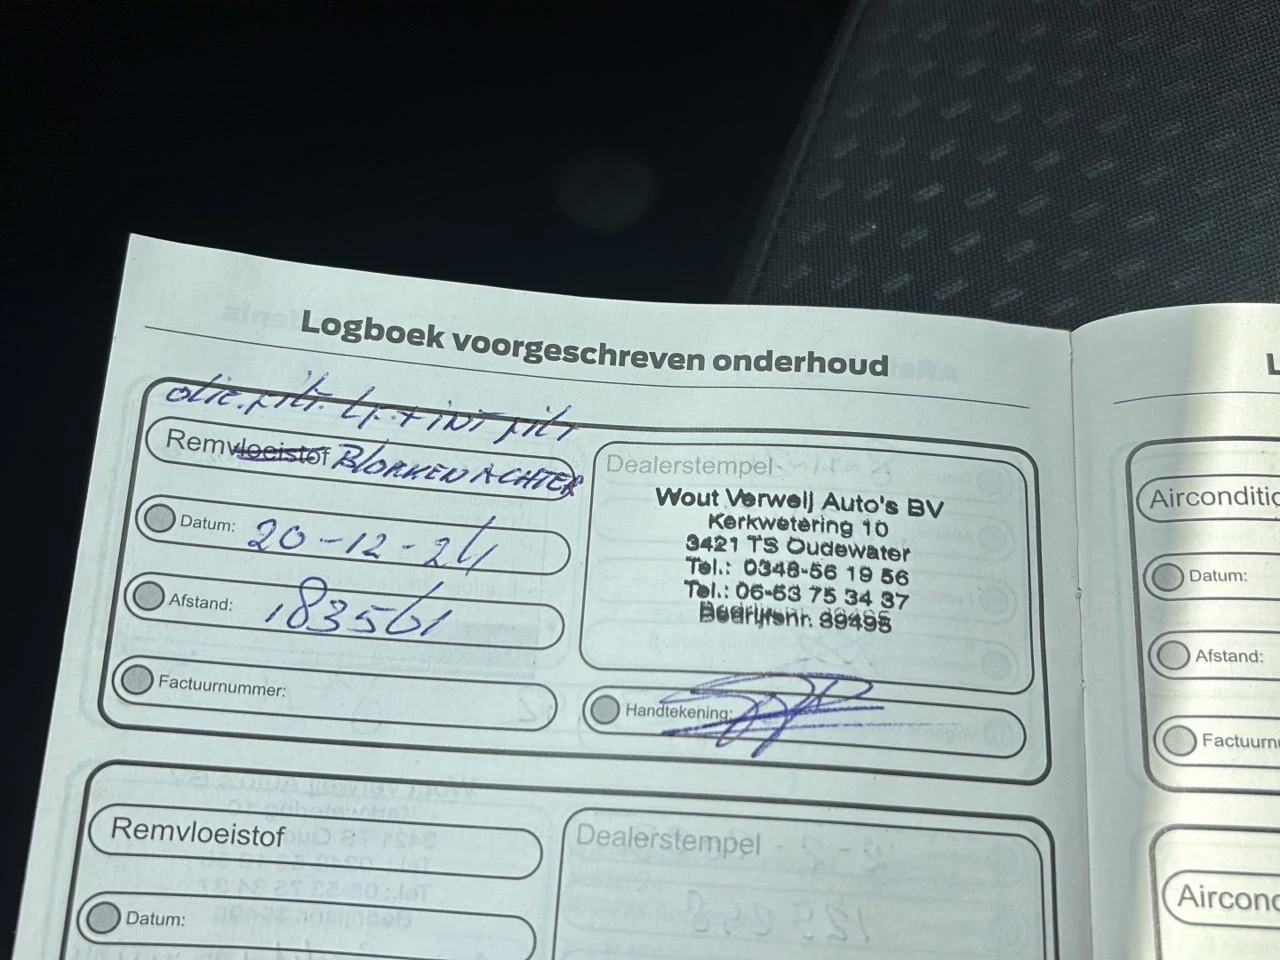 Logboek voorgeschreven onderhoud
olie. filt. Lf. + int filt
Remvloeistof BLOKKEN ACHTER
Datum: 20-12-24
Afstand: 183561
Factuurnummer:
Dealerstempel
Wout Verweij Auto's BV
Kerkwetering 10
3421 TS Oudewater
Tel.: 0348-56 19 56
Tel.: 06-53 75 34 37
Bedrijfsnr. 39495
Handtekening:
Remvloeistof
Datum:
Dealerstempel
L
Airconditio
Datum:
Afstand:
Factuurn
Aircond